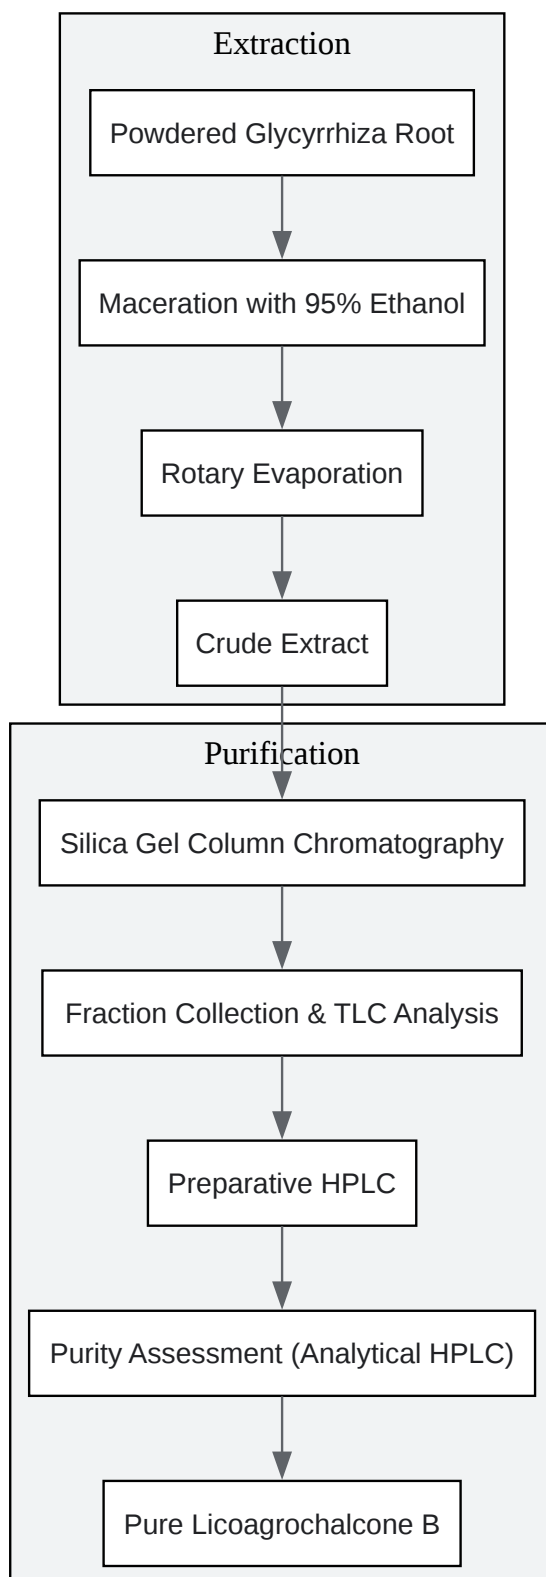 Extraction
Powdered Glycyrrhiza Root
Maceration with 95% Ethanol
Rotary Evaporation
Crude Extract
Purification
Silica Gel Column Chromatography
Fraction Collection & TLC Analysis
Preparative HPLC
Purity Assessment (Analytical HPLC)
Pure Licoagrochalcone B